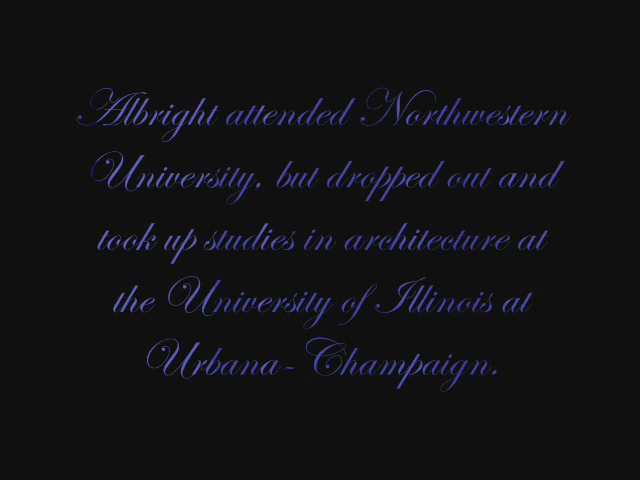 Albright attended Northwestern
University, but dropped out and
took up studies in architecture at
the University of Illinois at
Urbana-Champaign.